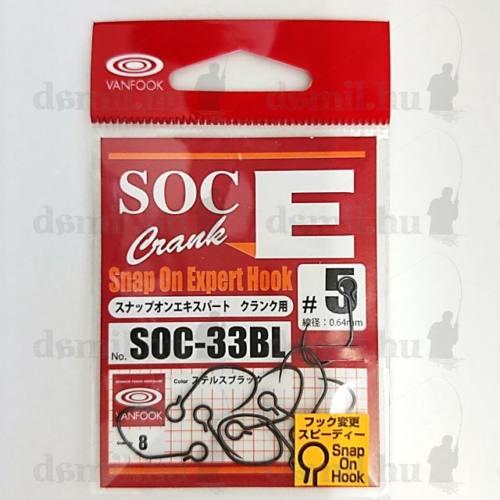 VANFOOK
dsmil.hu
SOC E
Crank
Snap On Expert Hook
スナップオンエキスパート クランク用
#5
線径:0.64mm
No. SOC-33BL
VANFOOK
Color ステルスブラック
8
フック変更
スピーディー
Snap
On
Hook